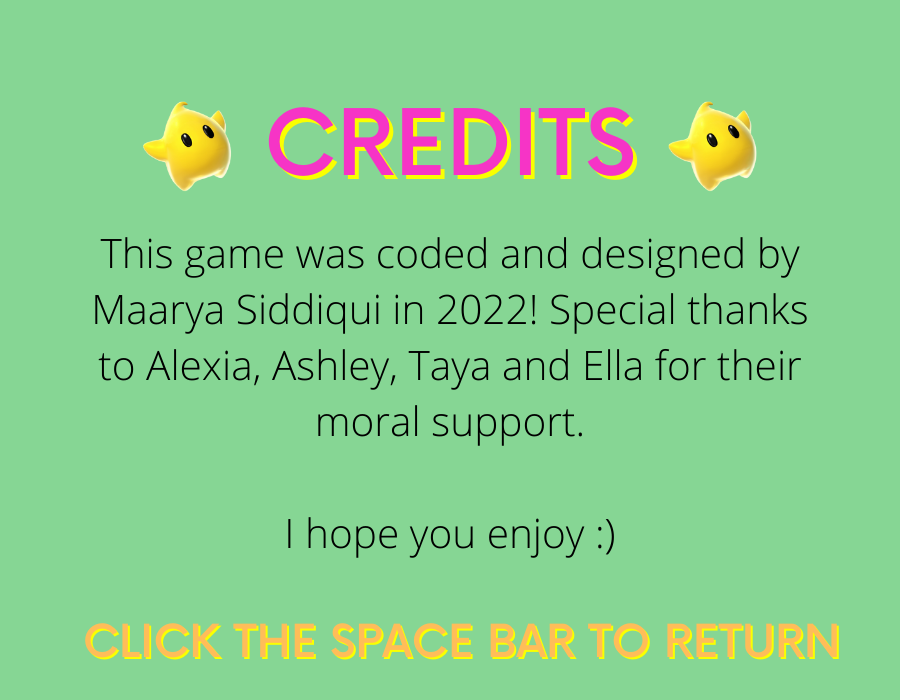 CREDITS
This game was coded and designed by
Maarya Siddiqui in 2022! Special thanks
to Alexia, Ashley, Taya and Ella for their
moral support.
I hope you enjoy :)
CLICK THE SPACE BAR TO RETURN